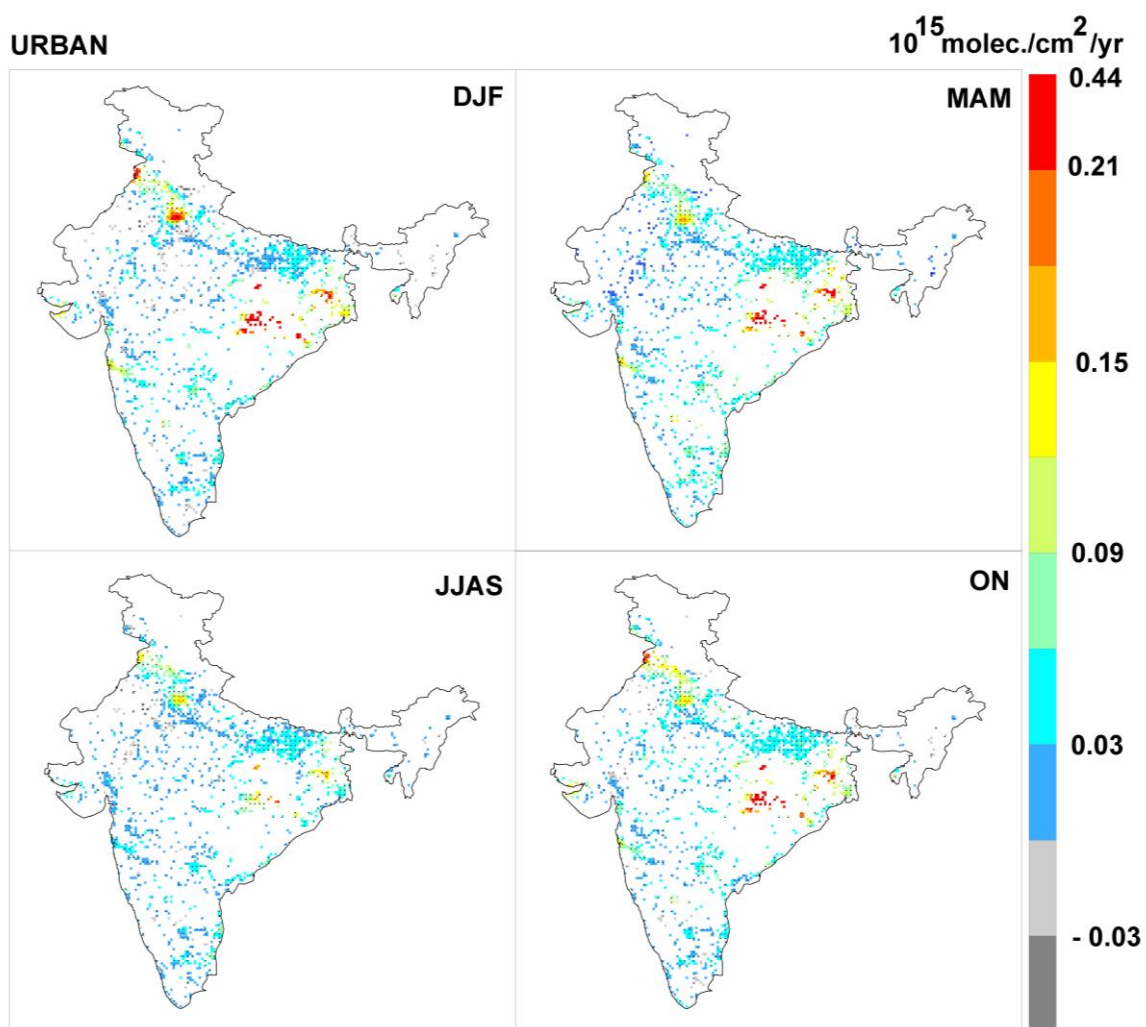 URBAN
10^15 molec./cm^2/yr
DJF
MAM
0.44
0.21
0.15
0.09
JJAS
ON
0.03
- 0.03